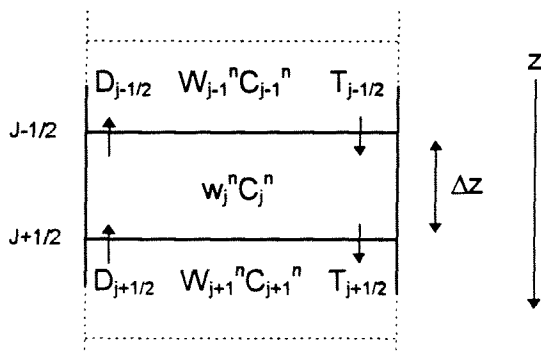 D_{j-1/2} W_{j-1}^n C_{j-1}^n T_{j-1/2}
z
J-1/2
w_j^n C_j^n
Δz
J+1/2
D_{j+1/2} W_{j+1}^n C_{j+1}^n T_{j+1/2}